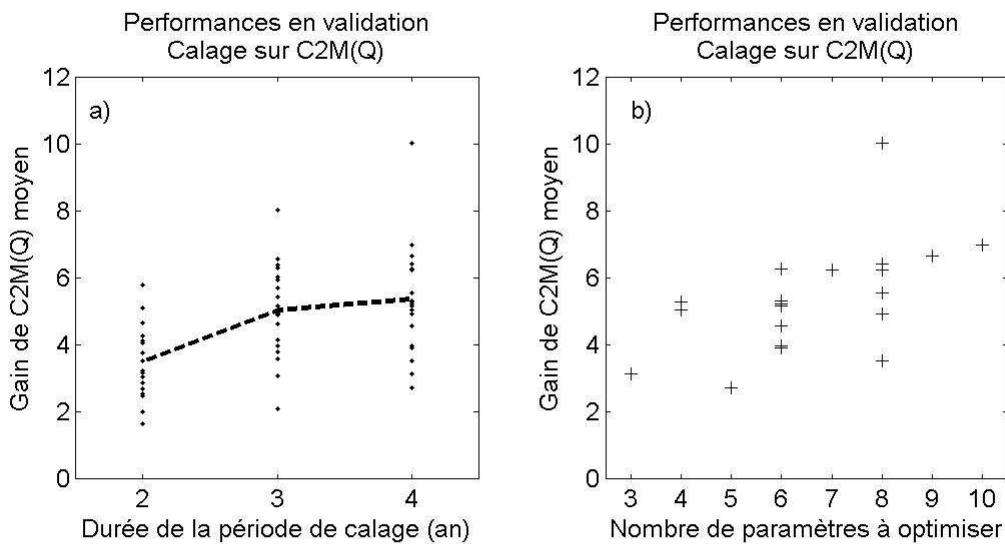 Performances en validation
Calage sur C2M(Q)
a)
Gain de C2M(Q) moyen
12
10
8
6
4
2
0
2 3 4
Durée de la période de calage (an)
Performances en validation
Calage sur C2M(Q)
b)
Gain de C2M(Q) moyen
12
10
8
6
4
2
0
3 4 5 6 7 8 9 10
Nombre de paramètres à optimiser